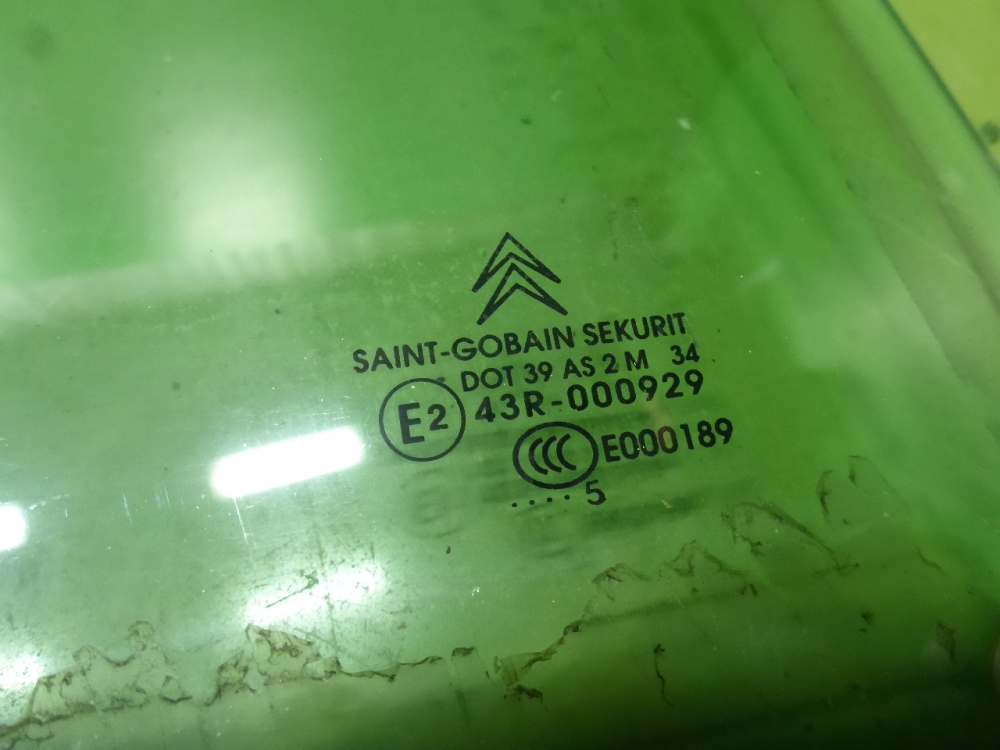 SAINT-GOBAIN SEKURIT
DOT 39 AS 2 M 34
E2 43R-000929
CCC E000189
.... 5